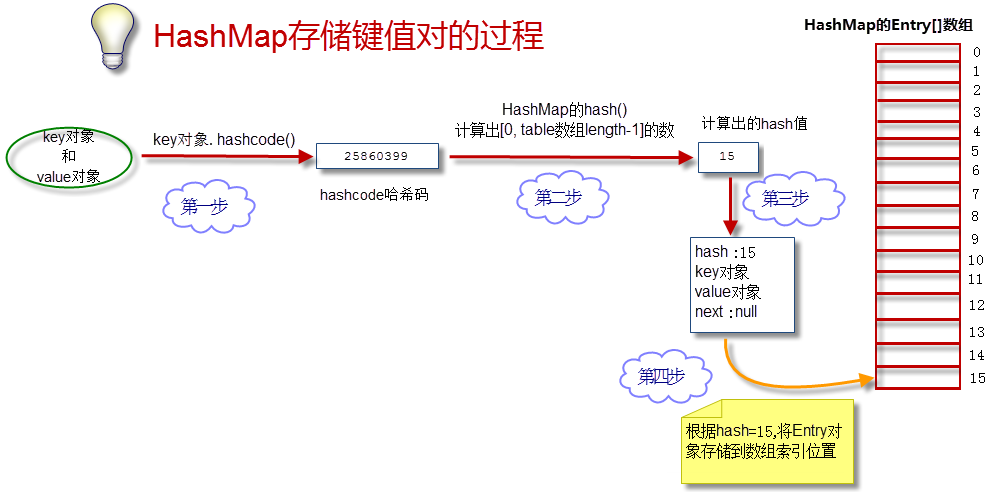 HashMap存储键值对的过程
HashMap的Entry[]数组
key对象
和
value对象
key对象. hashcode()
25860399
hashcode哈希码
第一步
HashMap的hash()
计算出[0, table数组length-1]的数
第二步
计算出的hash值
15
第三步
hash : 15
key对象
value对象
next : null
第四步
根据hash=15,将Entry对
象存储到数组索引位置
0
1
2
3
4
5
6
7
8
9
10
11
12
13
14
15